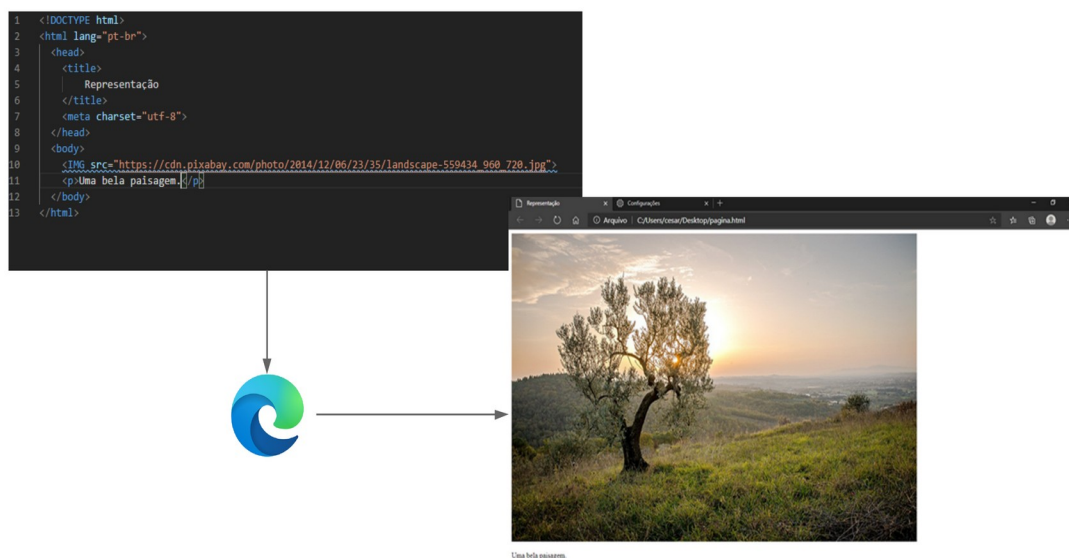 1 <!DOCTYPE html>
2 <html lang="pt-br">
3 <head>
4 <title>
5 Representação
6 </title>
7 <meta charset="utf-8">
8 </head>
9 <body>
10 <IMG src="https://cdn.pixabay.com/photo/2014/12/06/23/35/landscape-559434_960_720.jpg">
11 <p>Uma bela paisagem.</p>
12 </body>
13 </html>
Representação Configurações
Arquivo C:/Users/cesar/Desktop/pagina.html
Uma bela paisagem.